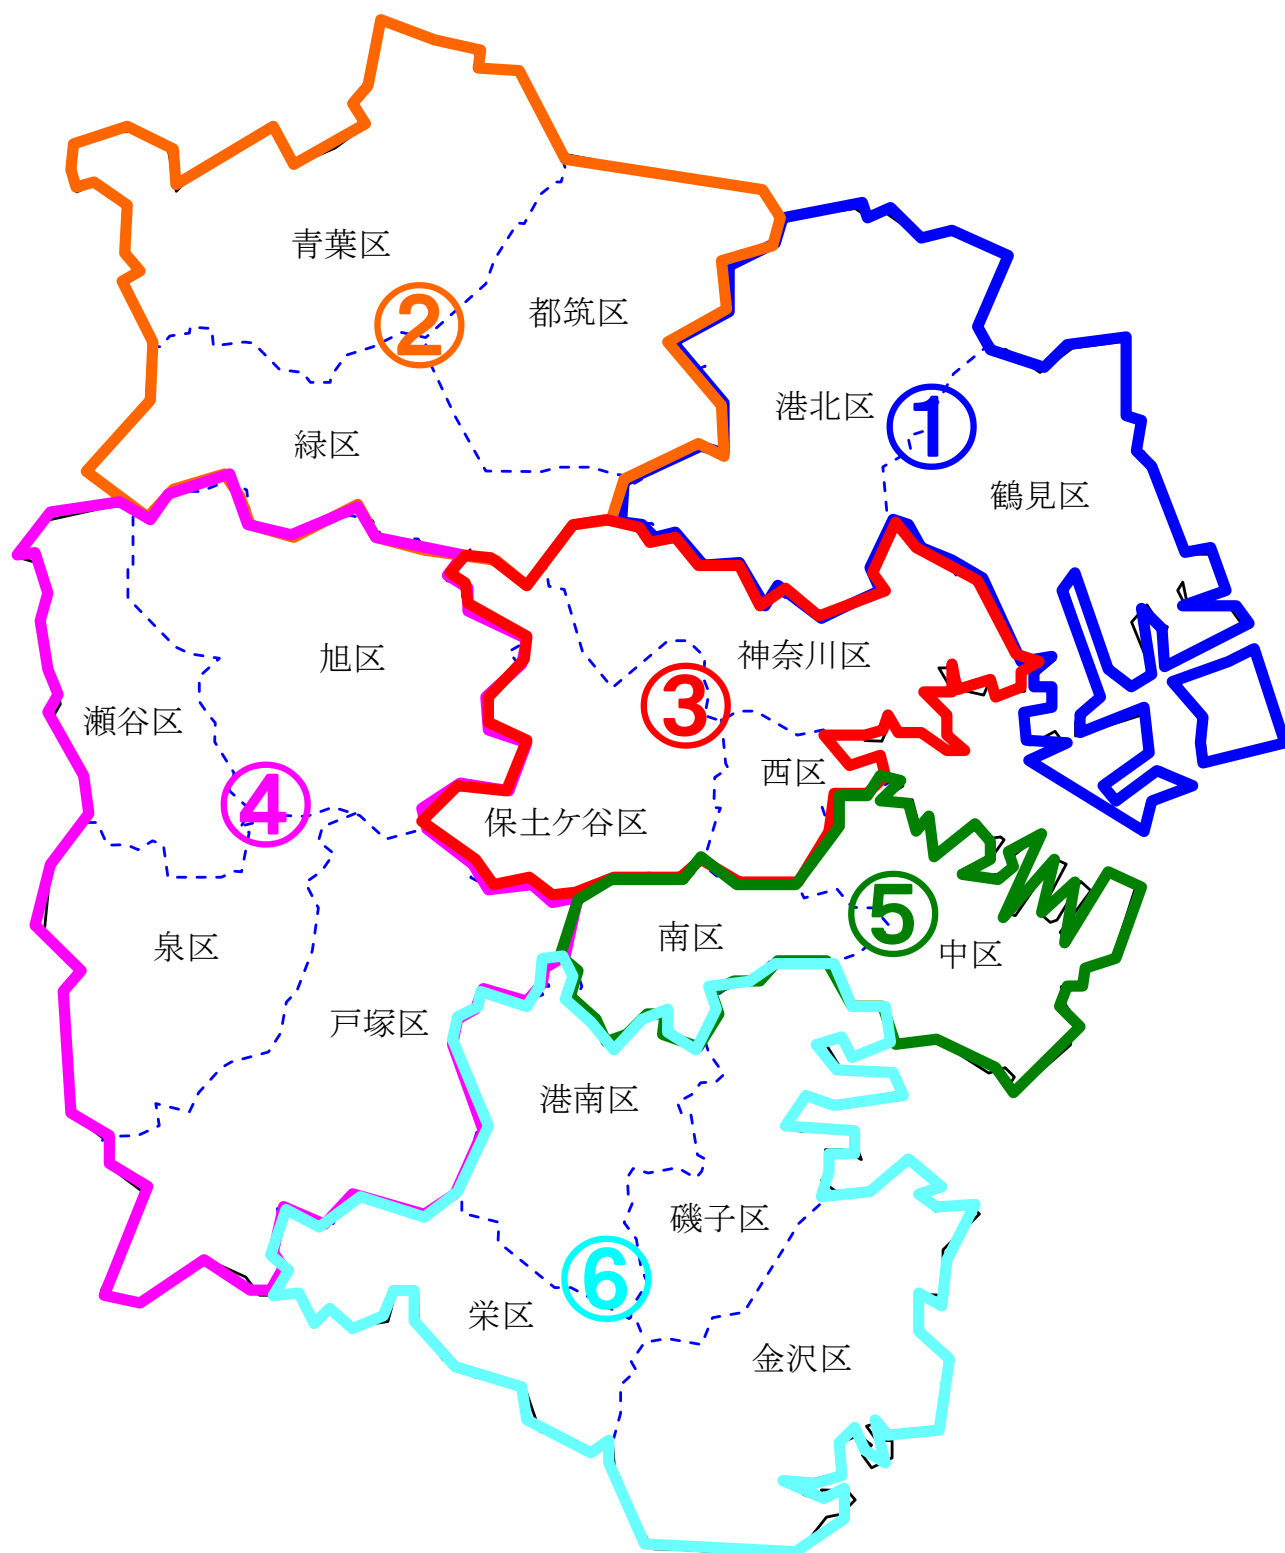 青葉区
②
都筑区
緑区
港北区
①
鶴見区
旭区
神奈川区
瀬谷区
③
④
西区
保土ケ谷区
泉区
南区
⑤
中区
戸塚区
港南区
磯子区
⑥
栄区
金沢区